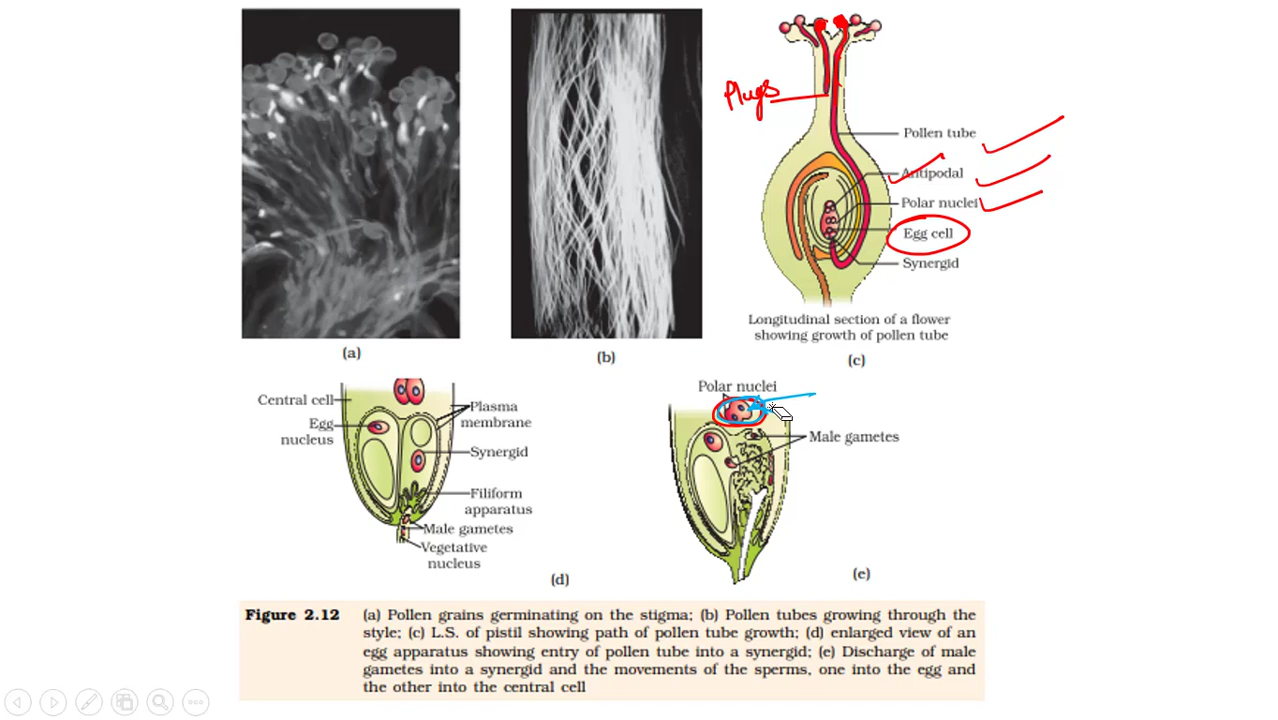 Plugs
Pollen tube
Antipodal
Polar nuclei
Egg cell
Synergid
Longitudinal section of a flower
showing growth of pollen tube
(a)
(b)
(c)
Central cell
Egg
nucleus
Plasma
membrane
Synergid
Filiform
apparatus
Male gametes
Vegetative
nucleus
(d)
Polar nuclei
Male gametes
(e)
Figure 2.12 (a) Pollen grains germinating on the stigma; (b) Pollen tubes growing through the
style; (c) L.S. of pistil showing path of pollen tube growth; (d) enlarged view of an
egg apparatus showing entry of pollen tube into a synergid; (e) Discharge of male
gametes into a synergid and the movements of the sperms, one into the egg and
the other into the central cell